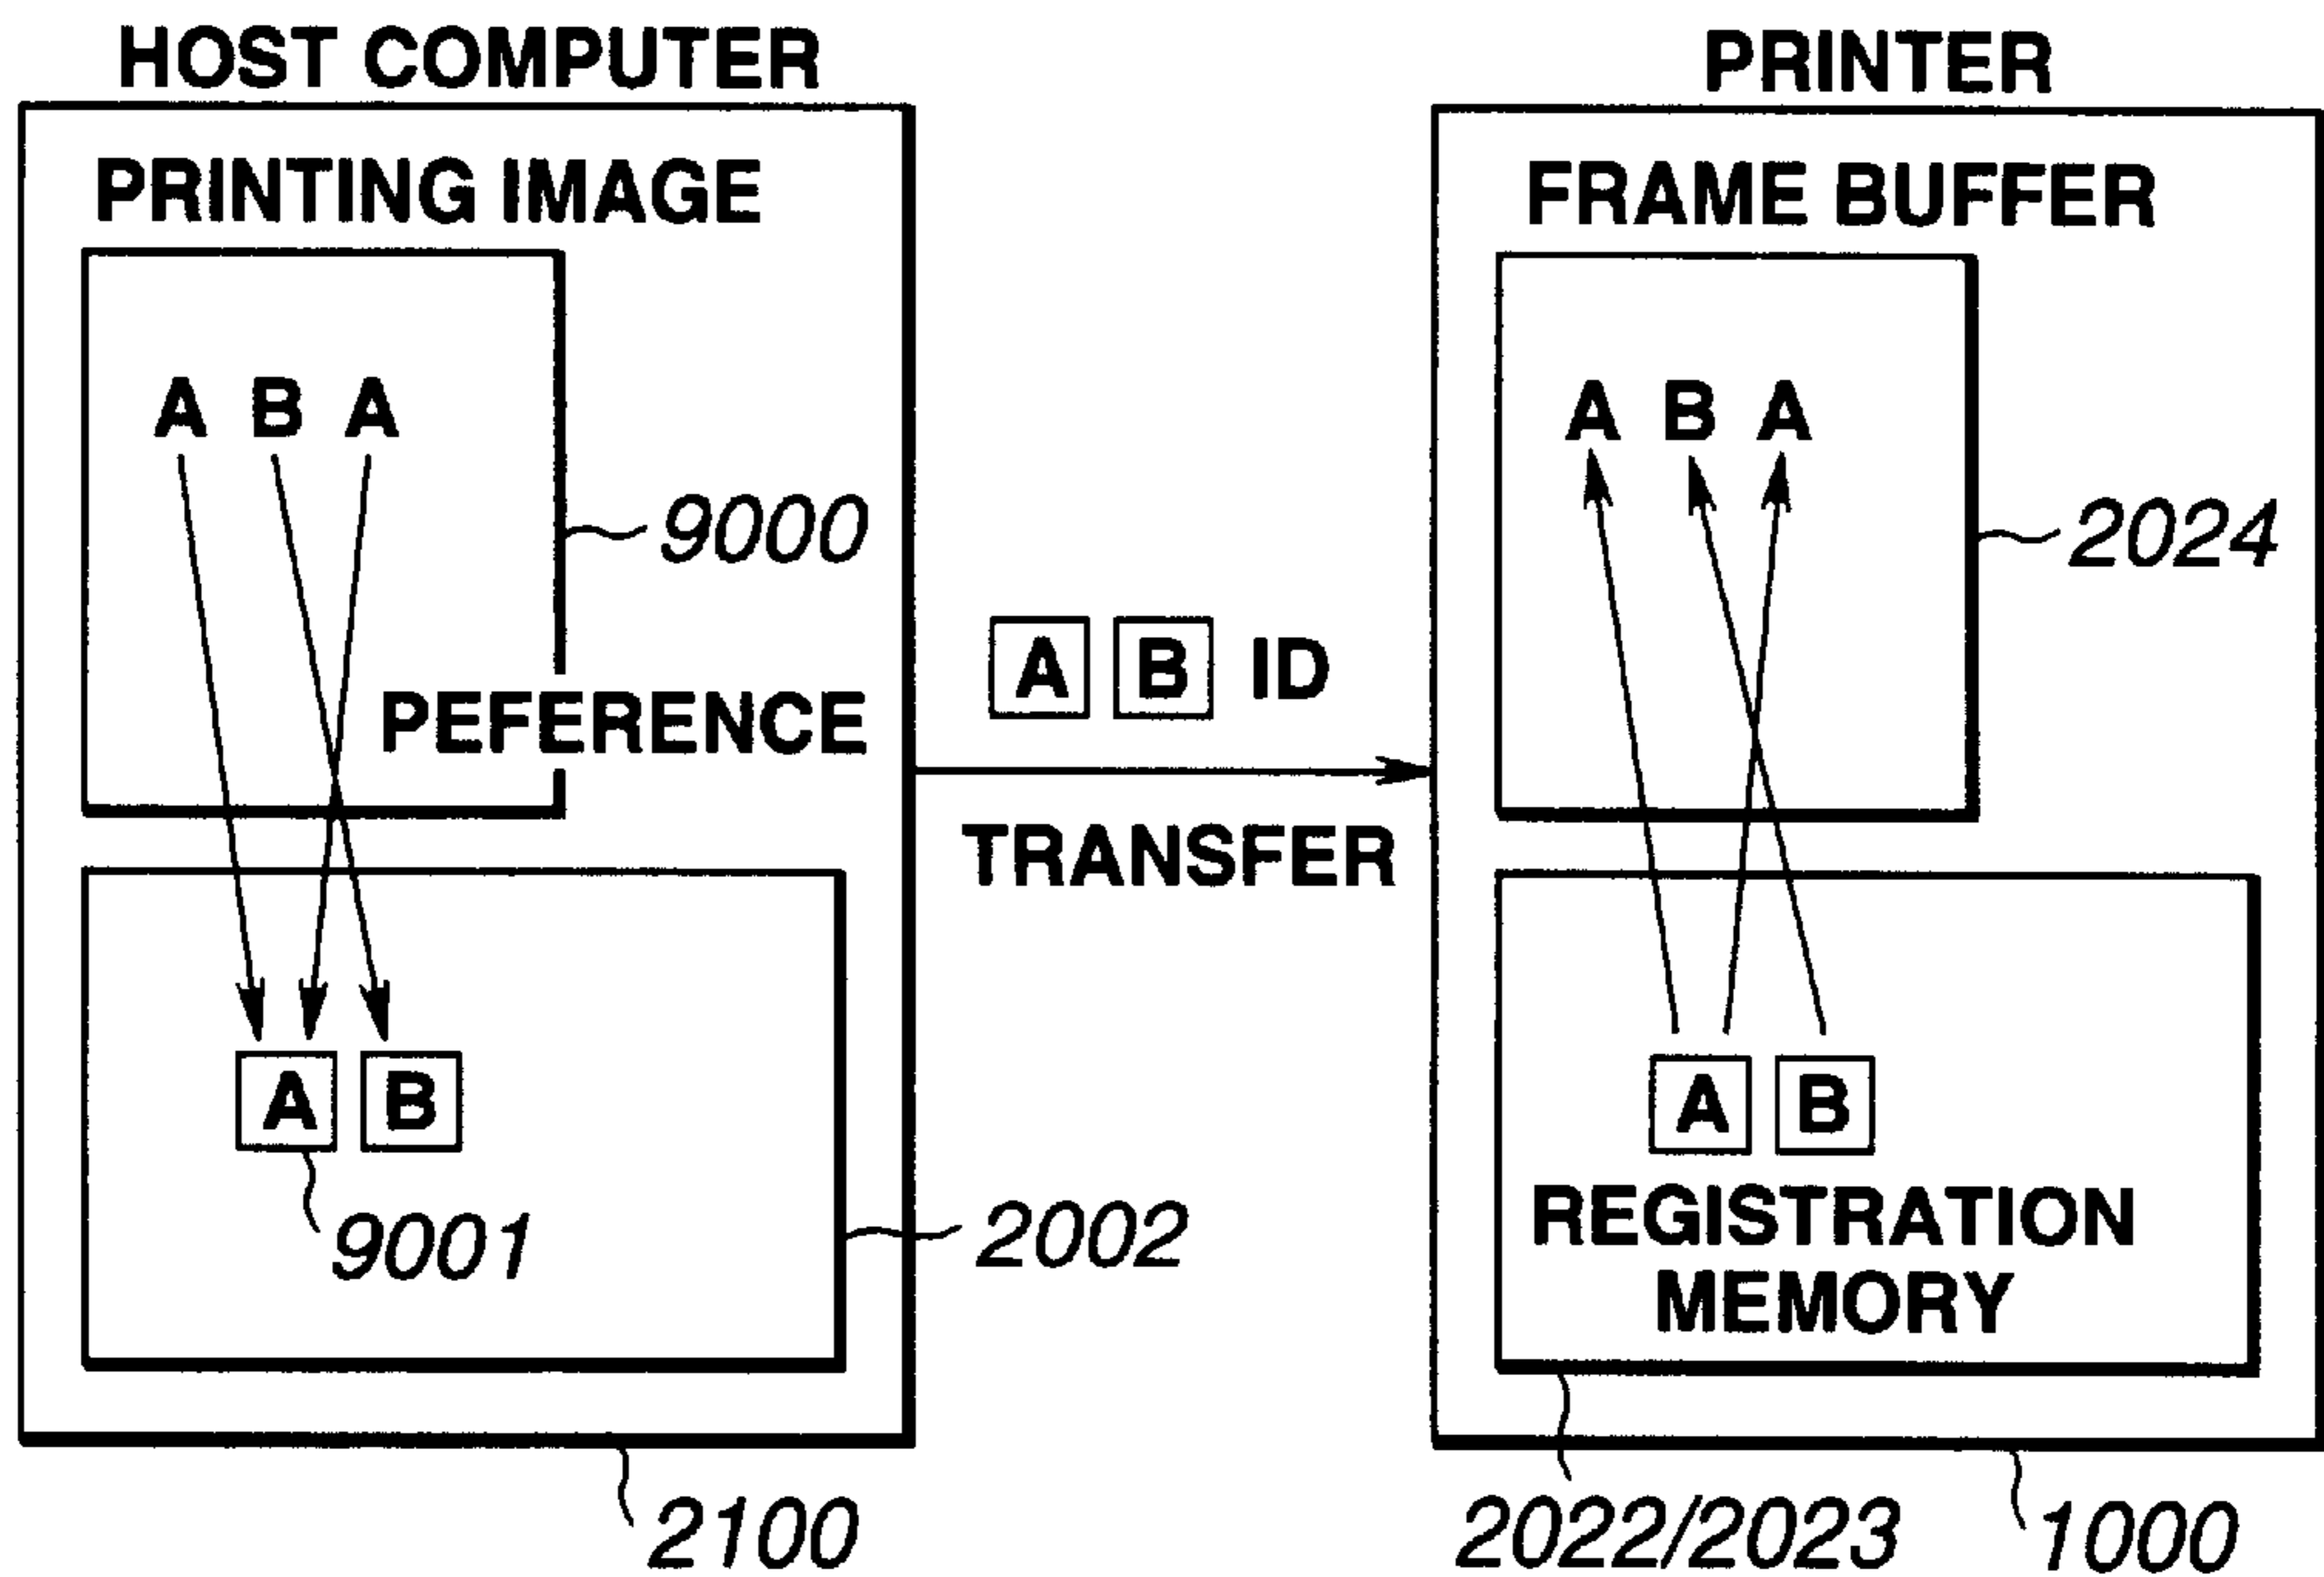 HOST COMPUTER
PRINTING IMAGE
A B A
9000
PEFERENCE
A B
9001
2002
2100
A B ID
TRANSFER
PRINTER
FRAME BUFFER
A B A
2024
A B
REGISTRATION
MEMORY
2022/2023
1000